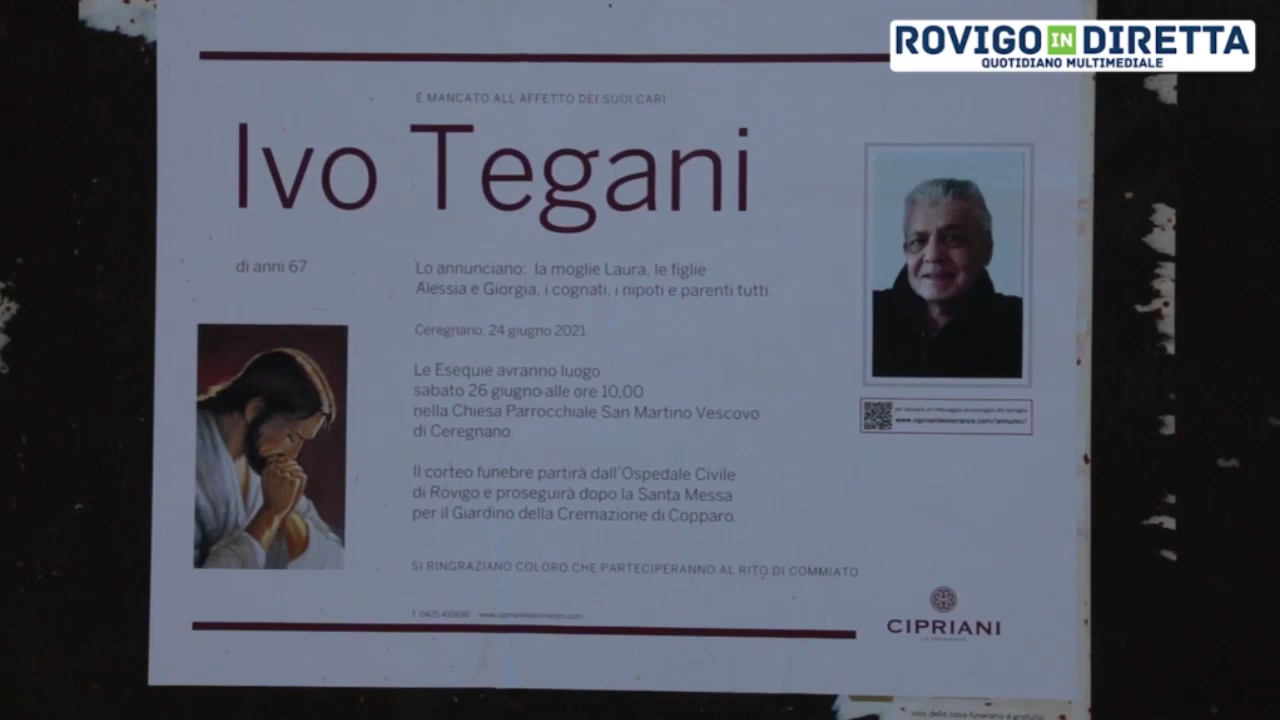 ROVIGO IN DIRETTA
QUOTIDIANO MULTIMEDIALE
È MANCATO ALL'AFFETTO DEI SUOI CARI
Ivo Tegani
di anni 67
Lo annunciano: la moglie Laura, le figlie
Alessia e Giorgia, i cognati, i nipoti e parenti tutti.
Ceregnano, 24 giugno 2021
Le Esequie avranno luogo
sabato 26 giugno alle ore 10,00
nella Chiesa Parrocchiale San Martino Vescovo
di Ceregnano.
Il corteo funebre partirà dall'Ospedale Civile
di Rovigo e proseguirà dopo la Santa Messa
per il Giardino della Cremazione di Copparo.
SI RINGRAZIANO COLORO CHE PARTECIPERANNO AL RITO DI COMMIATO
CIPRIANI